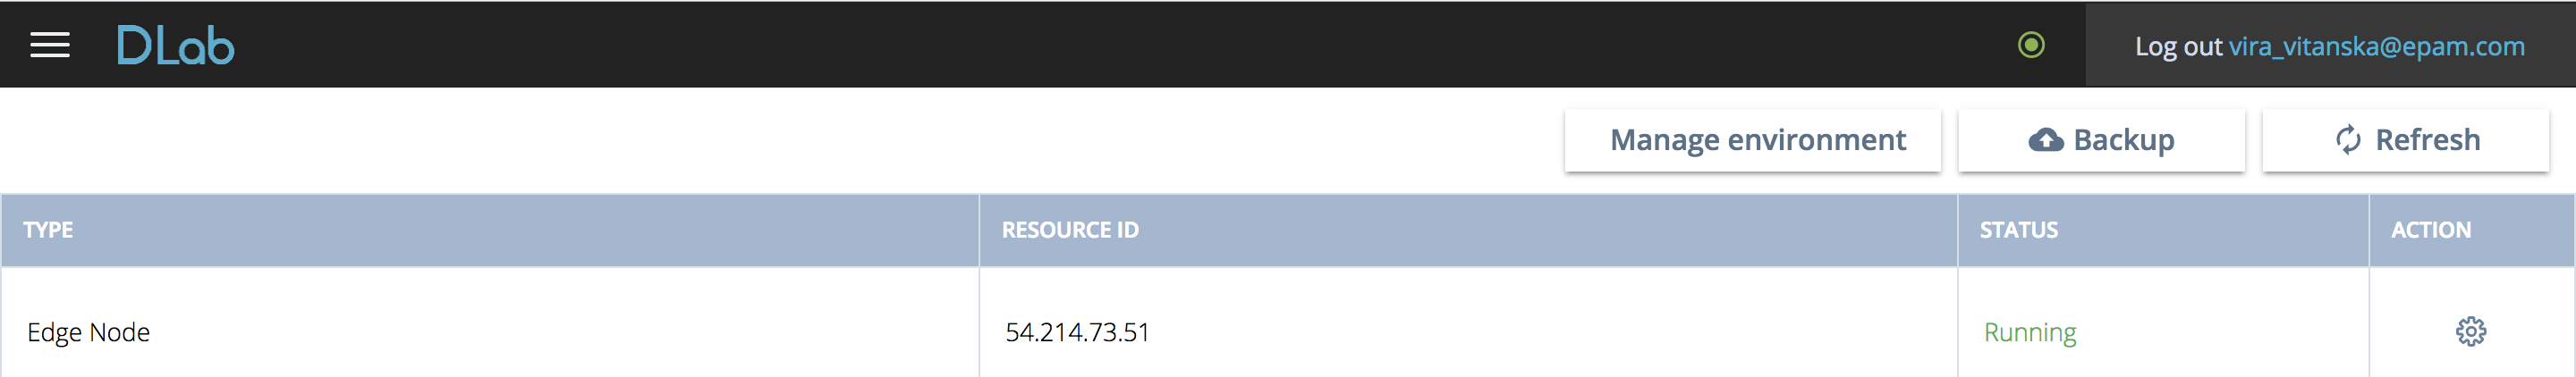 DLab
Log out vira_vitanska@epam.com
Manage environment
Backup
Refresh
TYPE
RESOURCE ID
STATUS
ACTION
Edge Node
54.214.73.51
Running